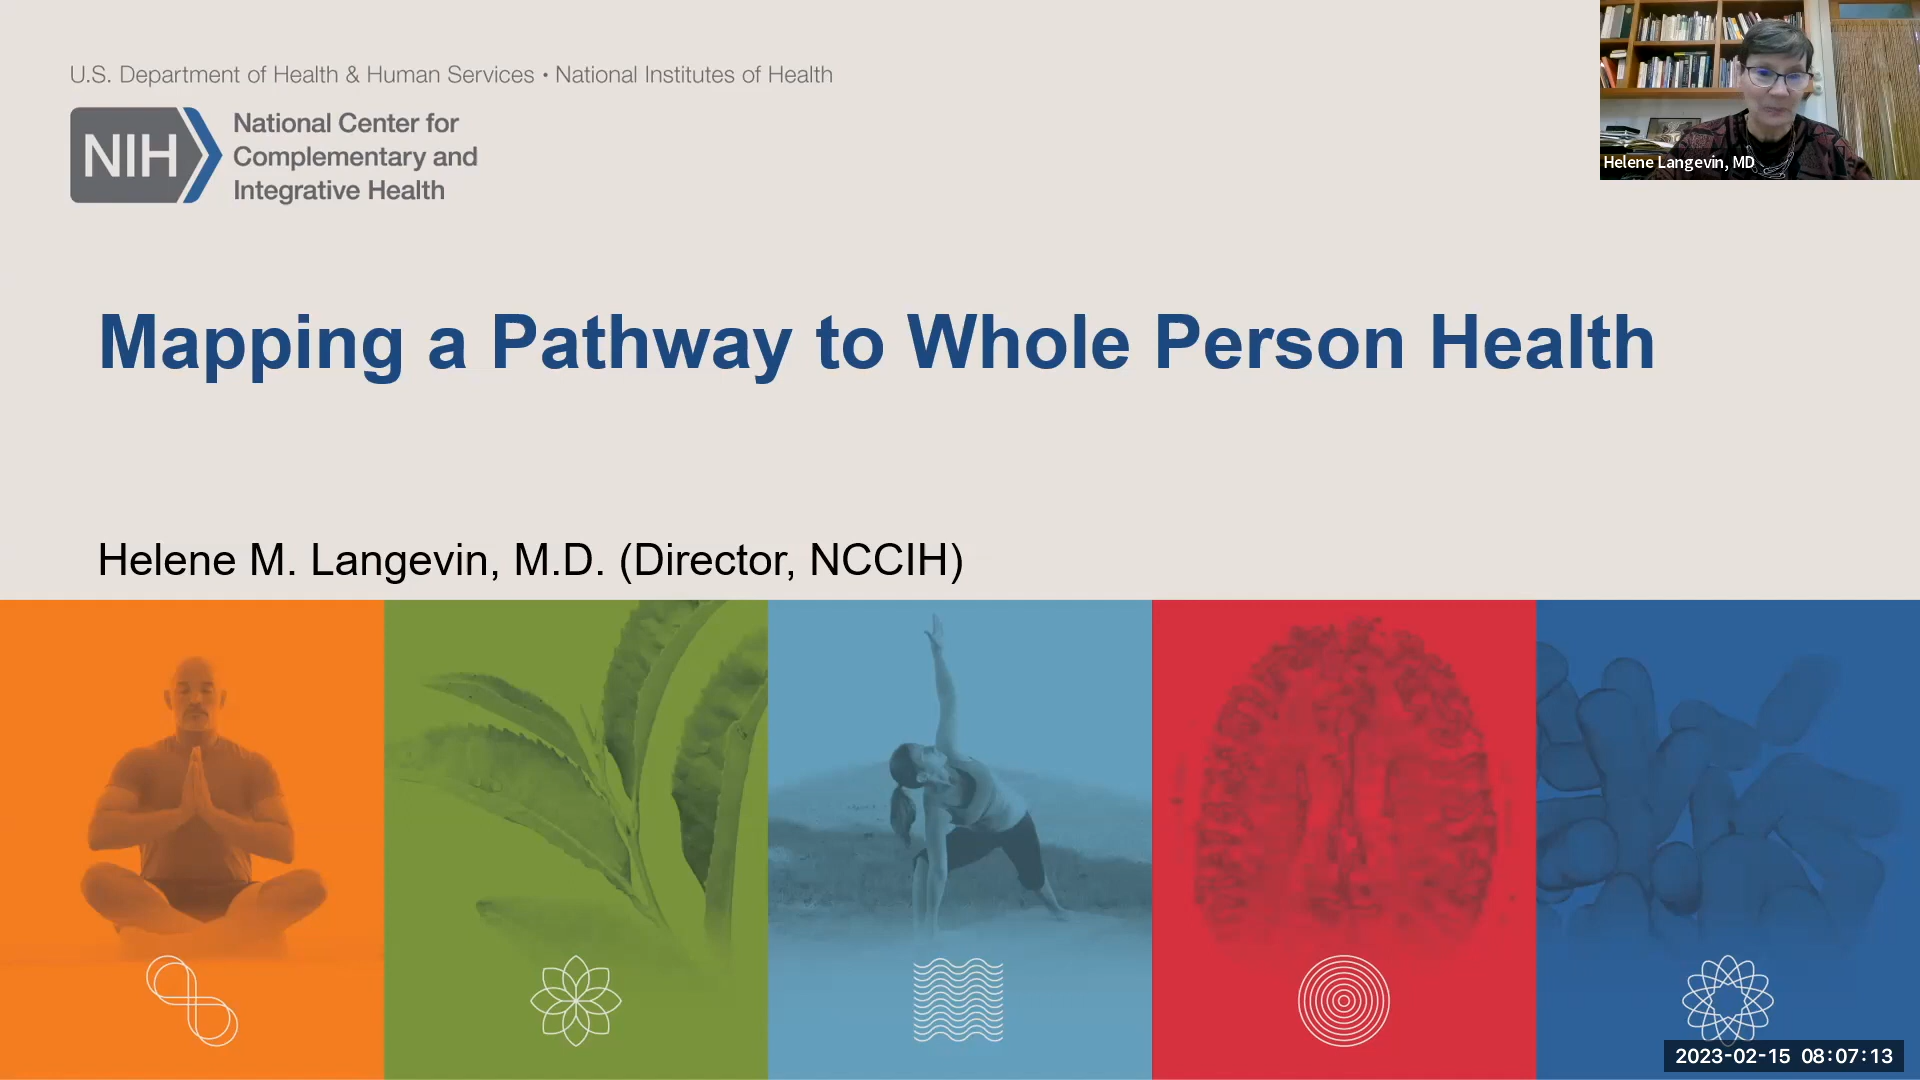 U.S. Department of Health & Human Services • National Institutes of Health
NIH
National Center for
Complementary and
Integrative Health
Helene Langevin, MD
Mapping a Pathway to Whole Person Health
Helene M. Langevin, M.D. (Director, NCCIH)
2023-02-15 08:07:13